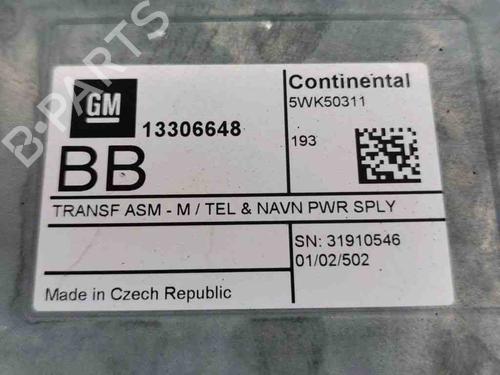 GM
13306648
BB
Continental
5WK50311
193
TRANSF ASM - M / TEL & NAVN PWR SPLY
SN: 31910546
01/02/502
Made in Czech Republic
B-PARTS